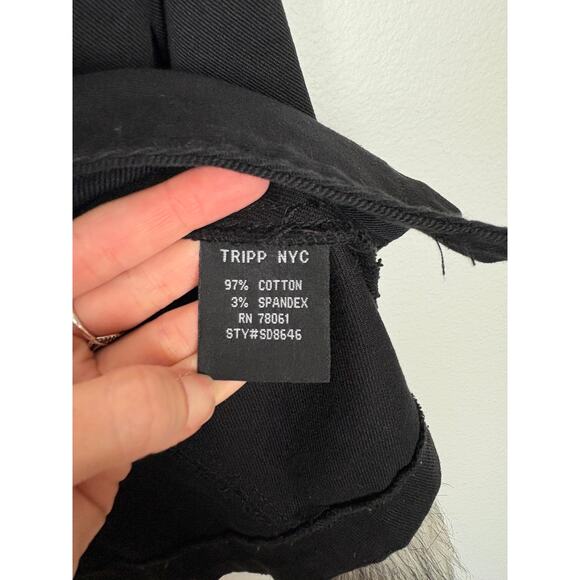 TRIPP NYC
97% COTTON
3% SPANDEX
RN 78061
STY#SD8646